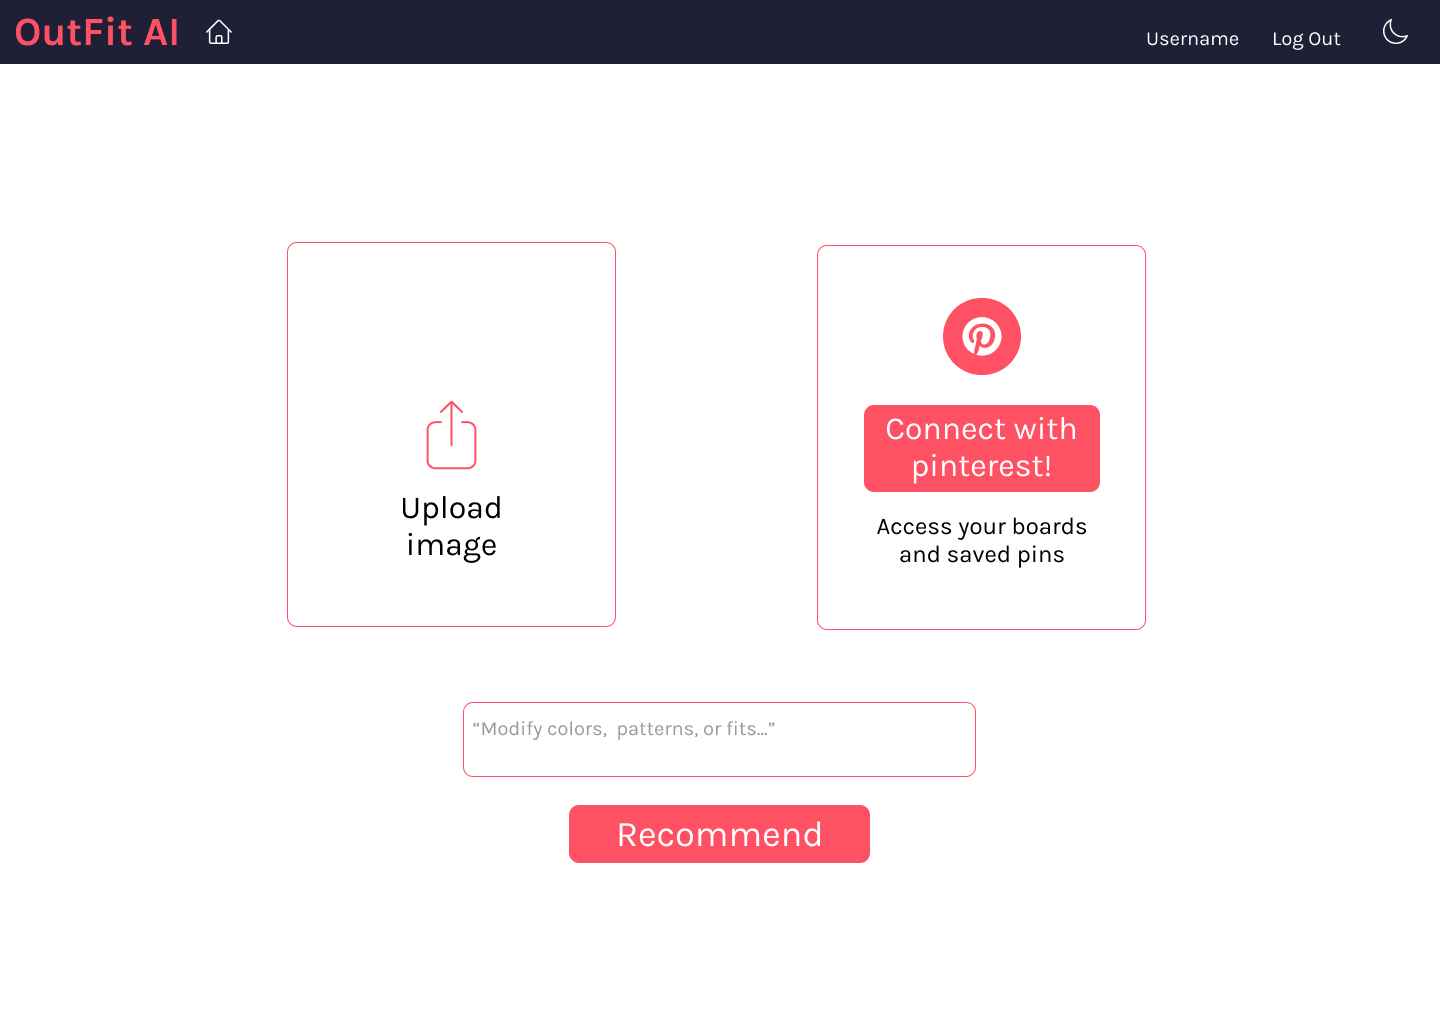 OutFit AI
Username
Log Out
Upload
image
Connect with
pinterest!
Access your boards
and saved pins
“Modify colors,  patterns, or fits...”
Recommend